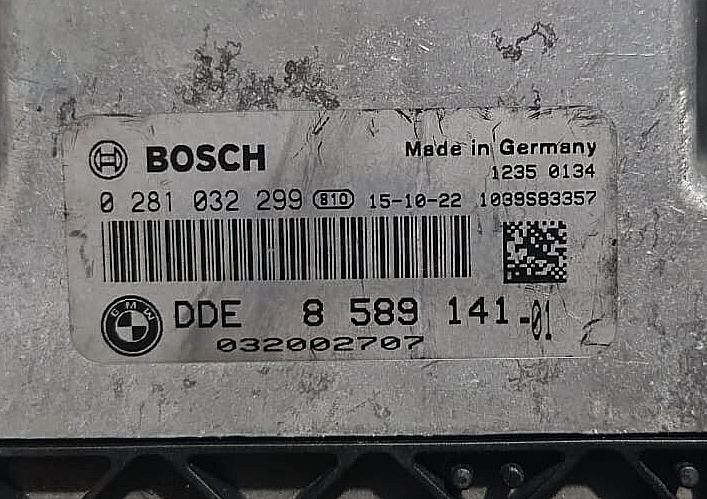 BOSCH Made in Germany
1235 0134
0 281 032 299 810 15-10-22 1039S83357
BMW DDE 8 589 141-01
032002707